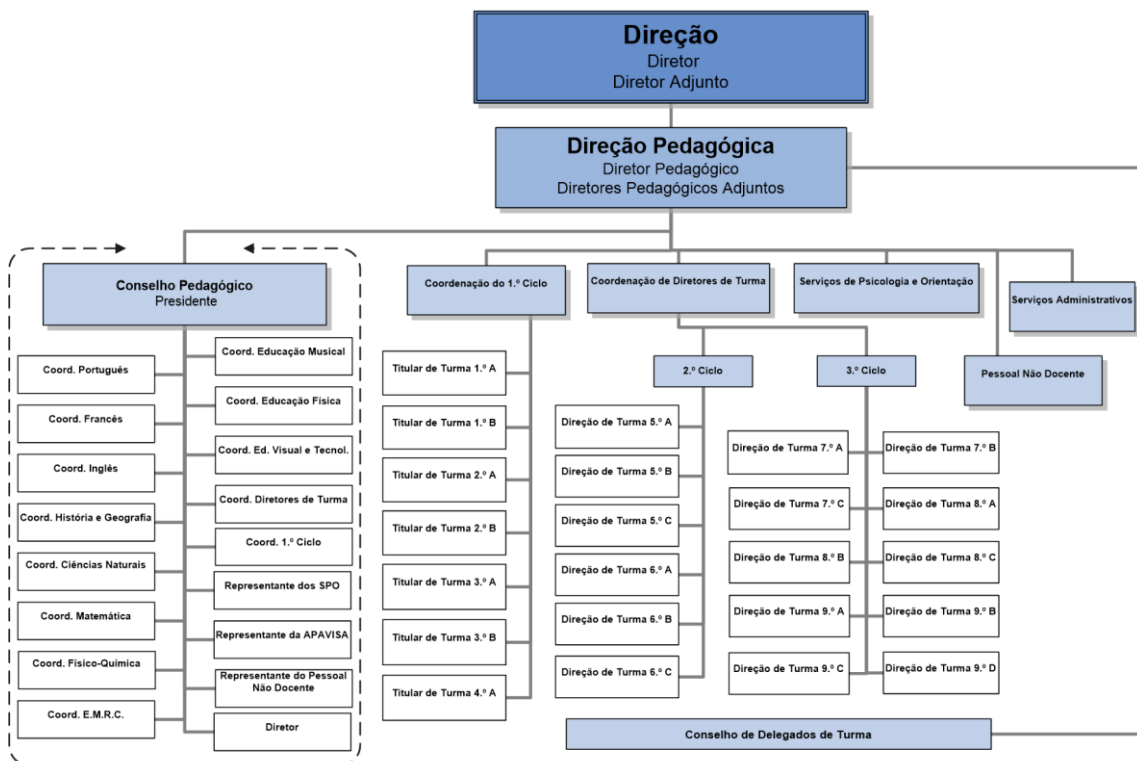 Direção
Diretor
Diretor Adjunto
Direção Pedagógica
Diretor Pedagógico
Diretores Pedagógicos Adjuntos
Conselho Pedagógico
Presidente
Coordenação do 1.º Ciclo
Coordenação de Diretores de Turma
Serviços de Psicologia e Orientação
Serviços Administrativos
Pessoal Não Docente
Coord. Português
Coord. Francês
Coord. Inglês
Coord. História e Geografia
Coord. Ciências Naturais
Coord. Matemática
Coord. Físico-Química
Coord. E.M.R.C.
Coord. Educação Musical
Coord. Educação Física
Coord. Ed. Visual e Tecnol.
Coord. Diretores de Turma
Coord. 1.º Ciclo
Representante dos SPO
Representante da APAVISA
Representante do Pessoal
Não Docente
Diretor
Titular de Turma 1.º A
Titular de Turma 1.º B
Titular de Turma 2.º A
Titular de Turma 2.º B
Titular de Turma 3.º A
Titular de Turma 3.º B
Titular de Turma 4.º A
2.º Ciclo
Direção de Turma 5.º A
Direção de Turma 5.º B
Direção de Turma 5.º C
Direção de Turma 6.º A
Direção de Turma 6.º B
Direção de Turma 6.º C
3.º Ciclo
Direção de Turma 7.º A
Direção de Turma 7.º B
Direção de Turma 7.º C
Direção de Turma 8.º A
Direção de Turma 8.º B
Direção de Turma 8.º C
Direção de Turma 9.º A
Direção de Turma 9.º B
Direção de Turma 9.º C
Direção de Turma 9.º D
Conselho de Delegados de Turma